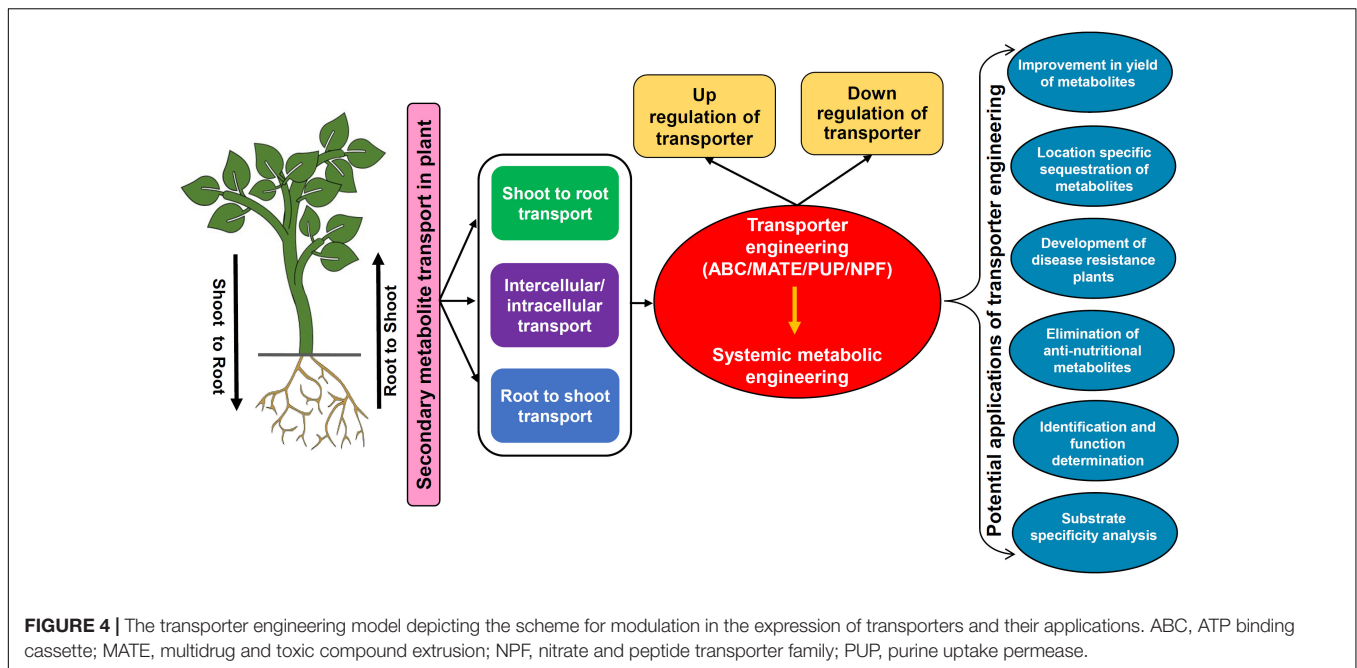 Shoot to Root
Root to Shoot
Secondary metabolite transport in plant
Shoot to root
transport
Intercellular/
intracellular
transport
Root to shoot
transport
Up
regulation of
transporter
Down
regulation of
transporter
Transporter
engineering
(ABC/MATE/PUP/NPF)
Systemic metabolic
engineering
Potential applications of transporter engineering
Improvement in yield
of metabolites
Location specific
sequestration of
metabolites
Development of
disease resistance
plants
Elimination of
anti-nutritional
metabolites
Identification and
function
determination
Substrate
specificity analysis
FIGURE 4 | The transporter engineering model depicting the scheme for modulation in the expression of transporters and their applications. ABC, ATP binding
cassette; MATE, multidrug and toxic compound extrusion; NPF, nitrate and peptide transporter family; PUP, purine uptake permease.